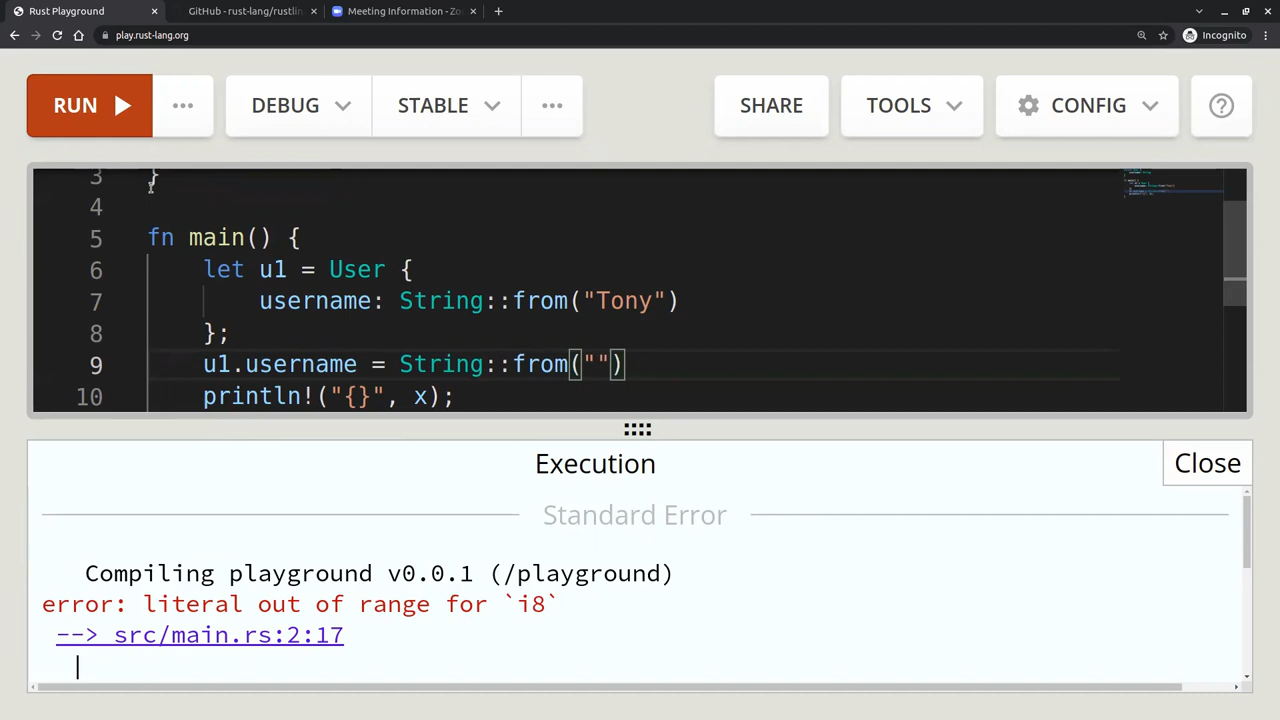 Rust Playground
GitHub - rust-lang/rustlin
Meeting Information - Zo
play.rust-lang.org
Incognito
RUN
DEBUG
STABLE
SHARE
TOOLS
CONFIG
3 }
4
5 fn main() {
6 let u1 = User {
7 username: String::from("Tony")
8 };
9 u1.username = String::from("")
10 println!("{}", x);
Execution
Close
Standard Error
Compiling playground v0.0.1 (/playground)
error: literal out of range for `i8`
--> src/main.rs:2:17
|